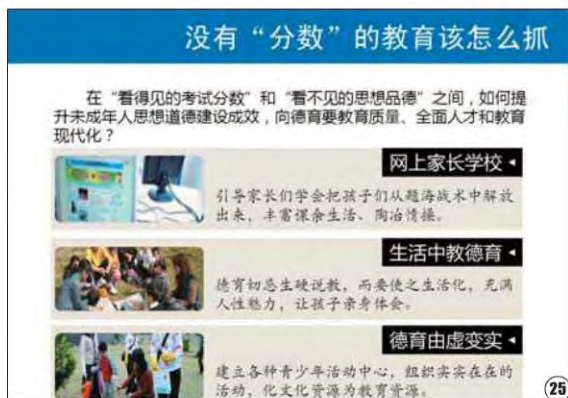 没有“分数”的教育该怎么抓
在“看得见的考试分数”和“看不见的思想品德”之间，如何提
升未成年人思想道德建设成效，向德育要教育质量、全面人才和教育
现代化？
网上家长学校
引导家长们学会把孩子们从题海战术中解放
出来，丰富课余生活、陶冶情操。
生活中教德育
德育切忌生硬说教，而要使之生活化，充满
人性魅力，让孩子亲身体会。
德育由虚变实
建立各种青少年活动中心，组织实实在在的
活动，化文化资源为教育资源。
25